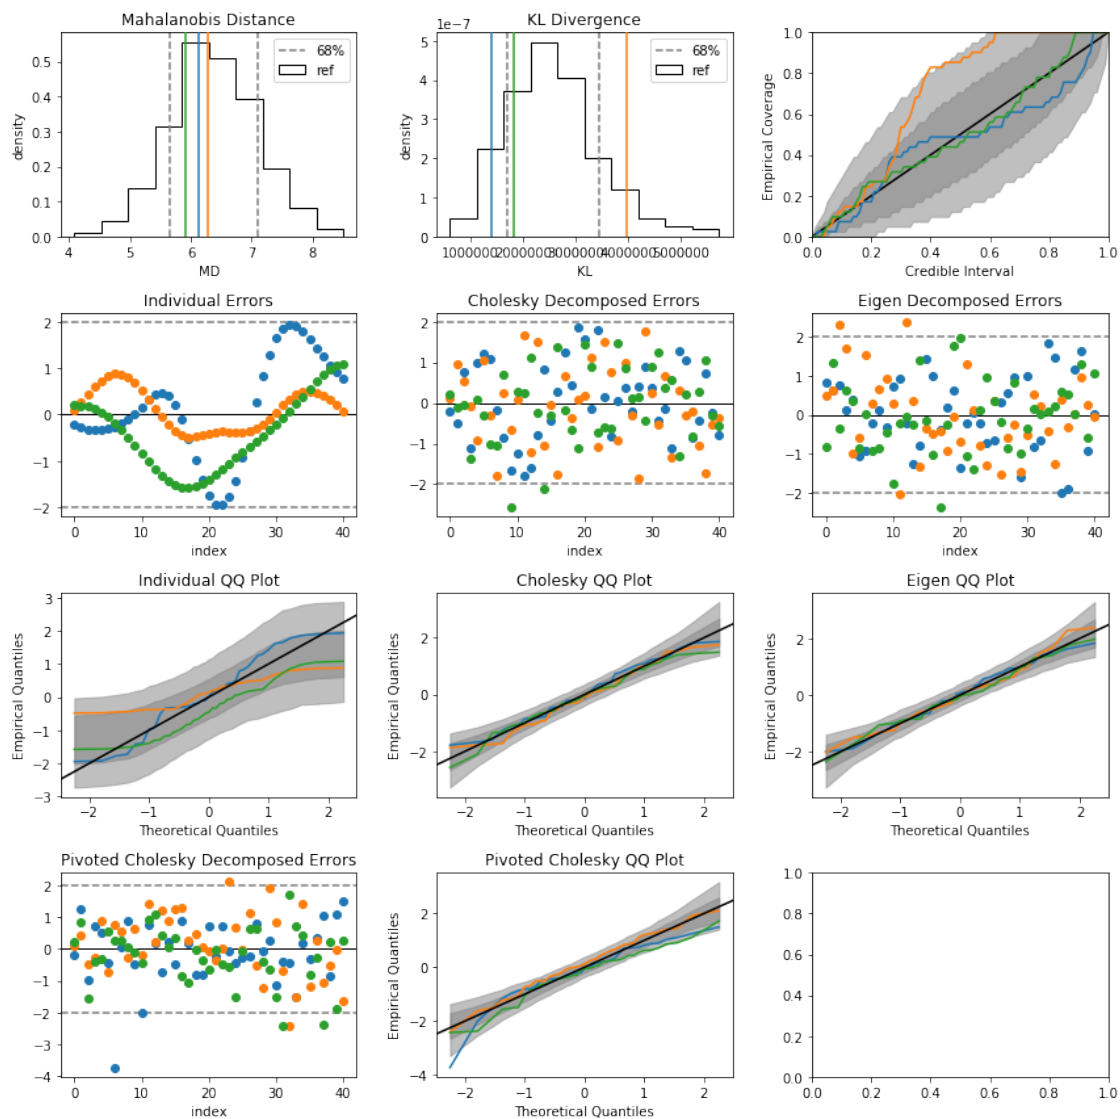 Mahalanobis Distance
68%
ref
density
0.5
0.4
0.3
0.2
0.1
0.0
4 5 6 7 8
MD
KL Divergence
1e−7
68%
ref
density
5
4
3
2
1
0
1000000 2000000 3000000 4000000 5000000
KL
Empirical Coverage
1.0
0.8
0.6
0.4
0.2
0.0
0.0 0.2 0.4 0.6 0.8 1.0
Credible Interval
Individual Errors
2
1
0
−1
−2
0 10 20 30 40
index
Cholesky Decomposed Errors
2
1
0
−1
−2
0 10 20 30 40
index
Eigen Decomposed Errors
2
1
0
−1
−2
0 10 20 30 40
index
Individual QQ Plot
Empirical Quantiles
3
2
1
0
−1
−2
−3
−2 −1 0 1 2
Theoretical Quantiles
Cholesky QQ Plot
Empirical Quantiles
2
0
−2
−2 −1 0 1 2
Theoretical Quantiles
Eigen QQ Plot
Empirical Quantiles
2
0
−2
−2 −1 0 1 2
Theoretical Quantiles
Pivoted Cholesky Decomposed Errors
2
1
0
−1
−2
−3
−4
0 10 20 30 40
index
Pivoted Cholesky QQ Plot
Empirical Quantiles
2
0
−2
−4
−2 −1 0 1 2
Theoretical Quantiles
1.0
0.8
0.6
0.4
0.2
0.0
0.0 0.2 0.4 0.6 0.8 1.0